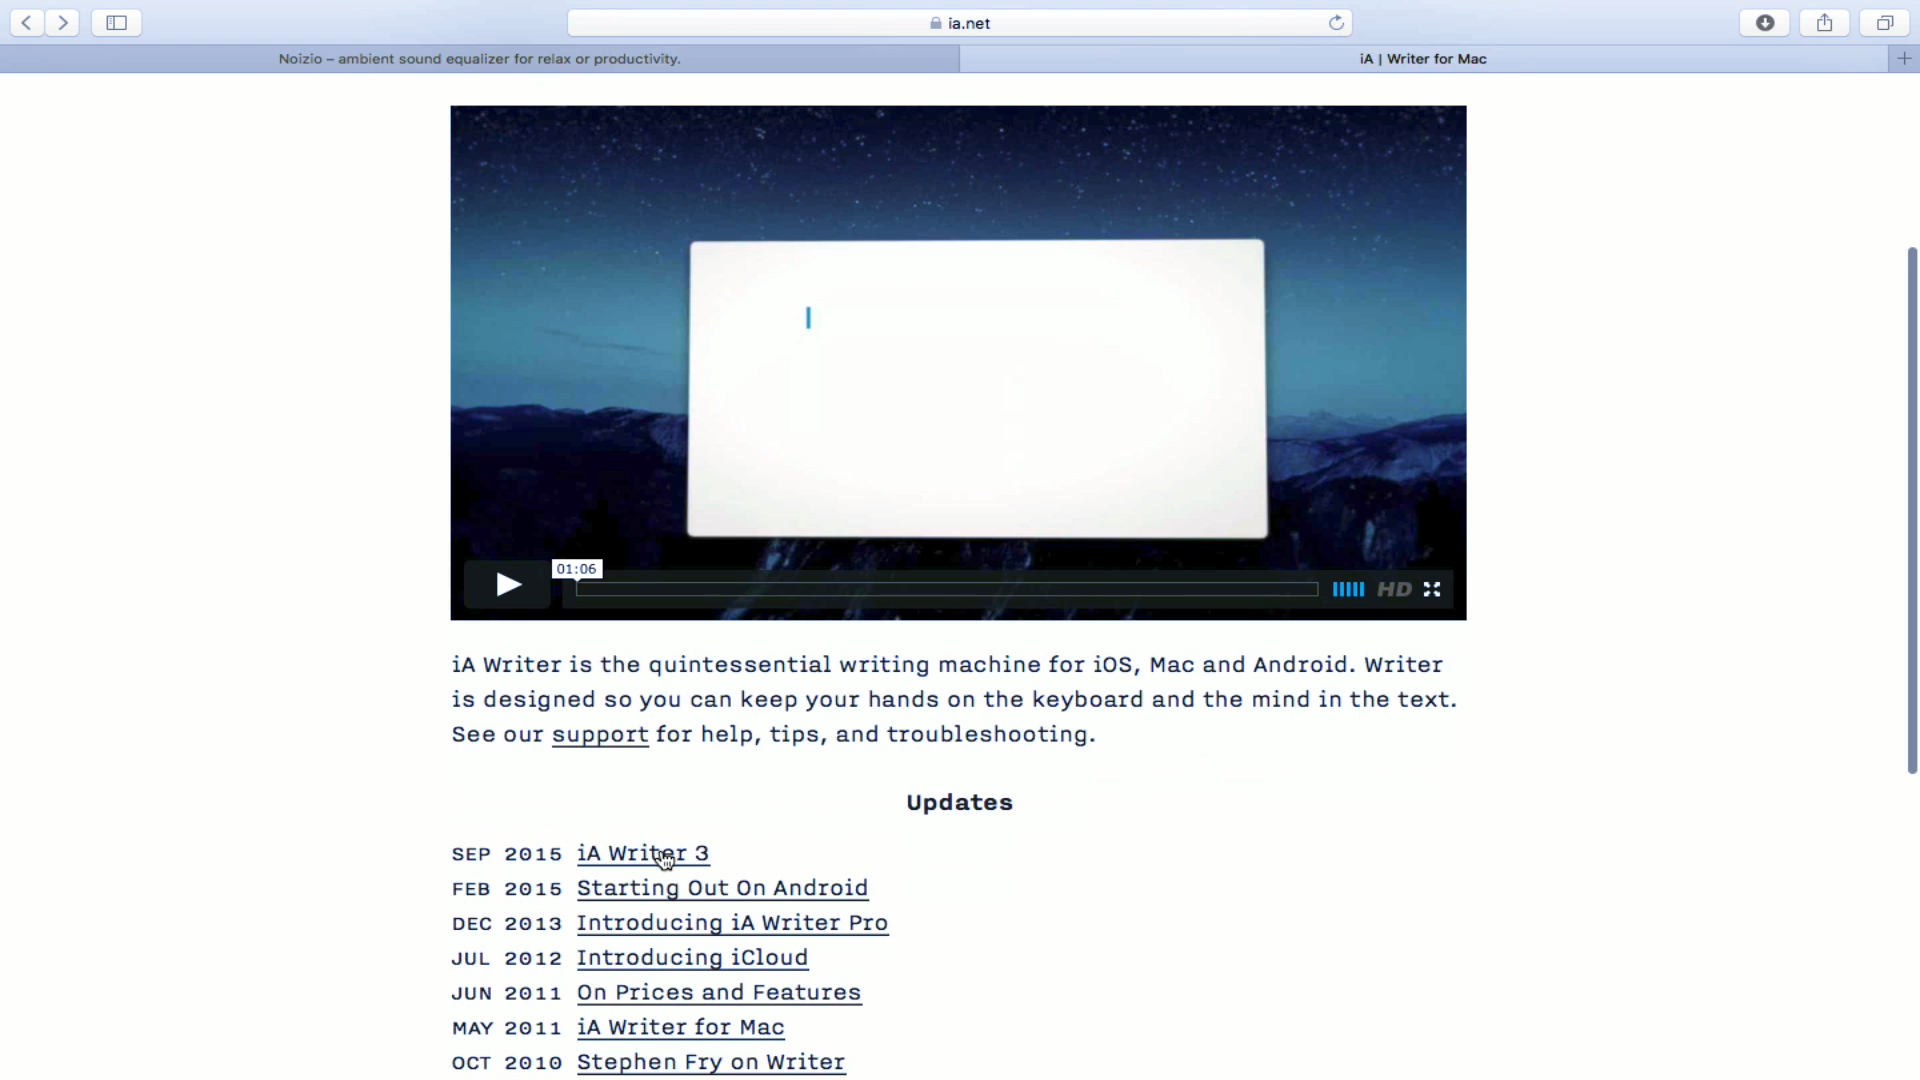 ia.net
Noizio – ambient sound equalizer for relax or productivity.
iA | Writer for Mac
01:06
HD
iA Writer is the quintessential writing machine for iOS, Mac and Android. Writer
is designed so you can keep your hands on the keyboard and the mind in the text.
See our support for help, tips, and troubleshooting.
Updates
SEP 2015 iA Writer 3
FEB 2015 Starting Out On Android
DEC 2013 Introducing iA Writer Pro
JUL 2012 Introducing iCloud
JUN 2011 On Prices and Features
MAY 2011 iA Writer for Mac
OCT 2010 Stephen Fry on Writer